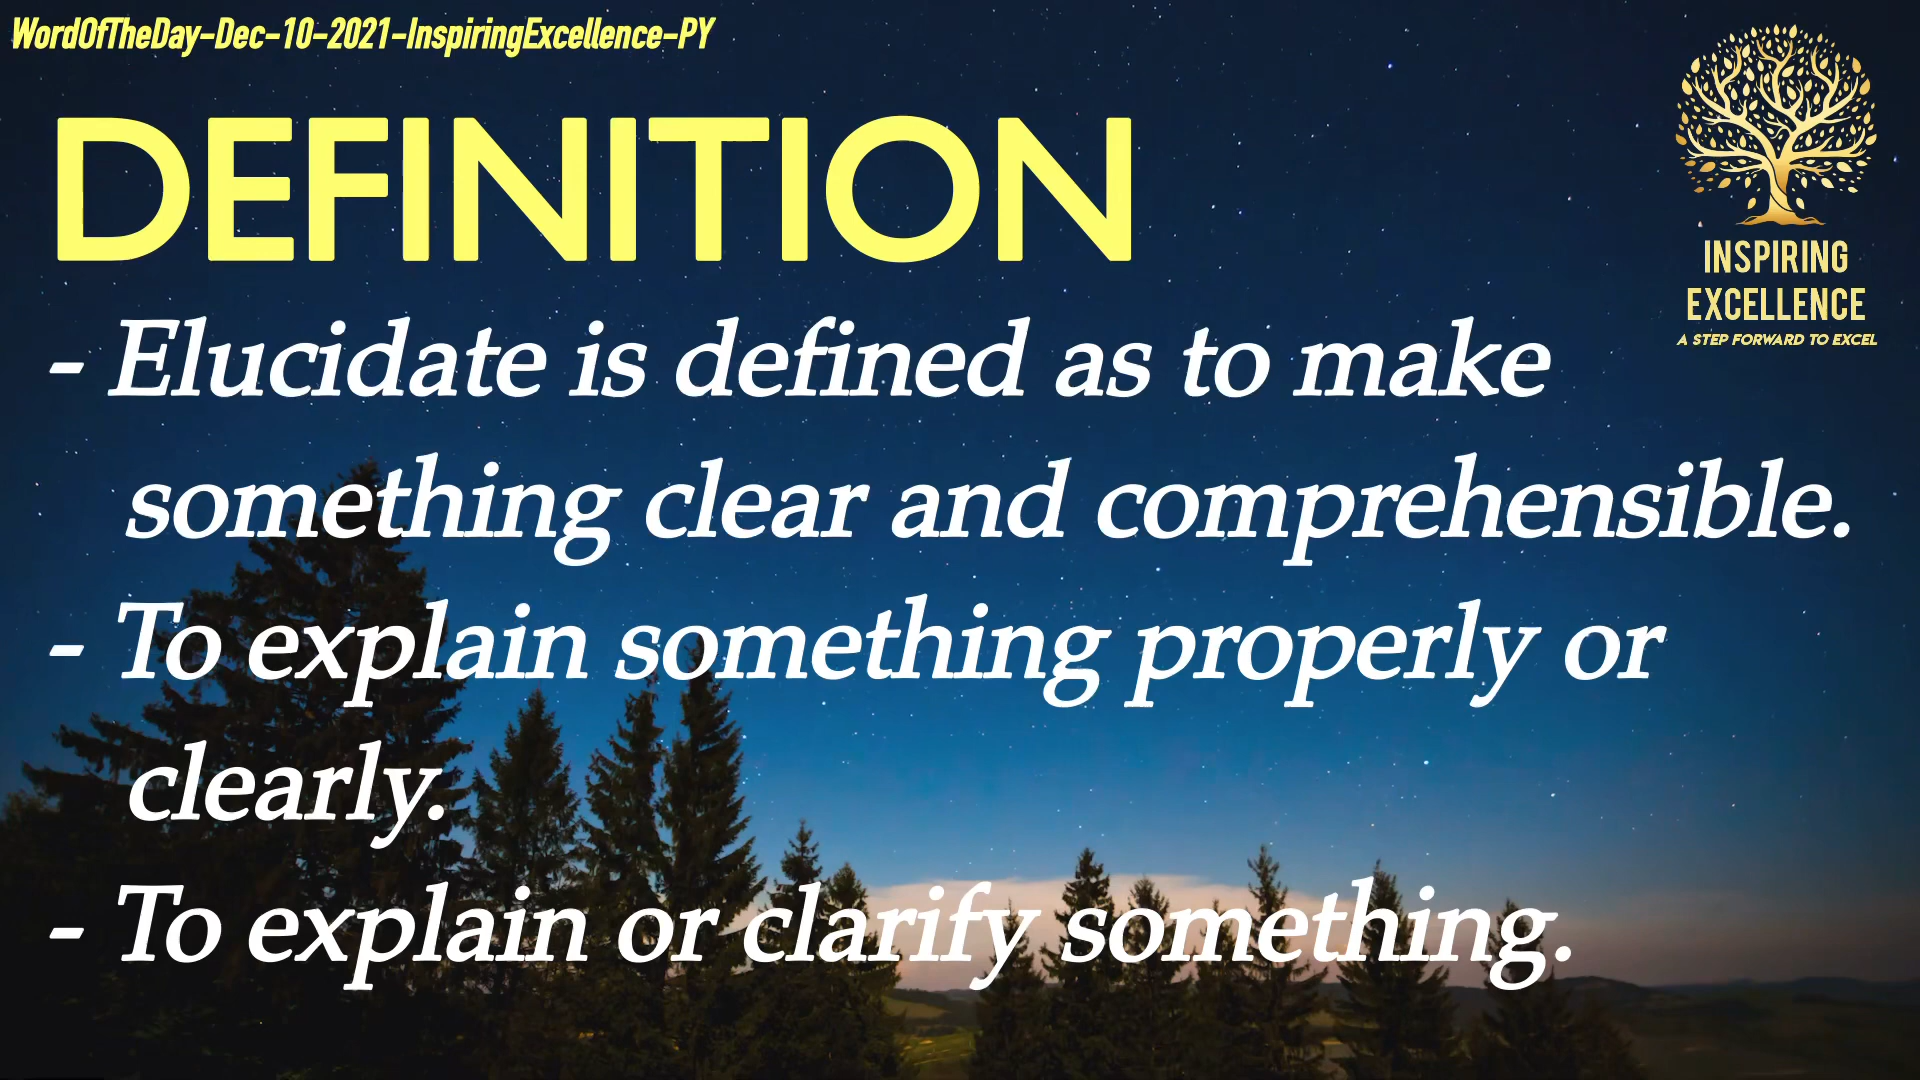 WordOfTheDay-Dec-10-2021-InspiringExcellence-PY
DEFINITION
INSPIRING
EXCELLENCE
A STEP FORWARD TO EXCEL
- Elucidate is defined as to make
something clear and comprehensible.
- To explain something properly or
clearly.
- To explain or clarify something.